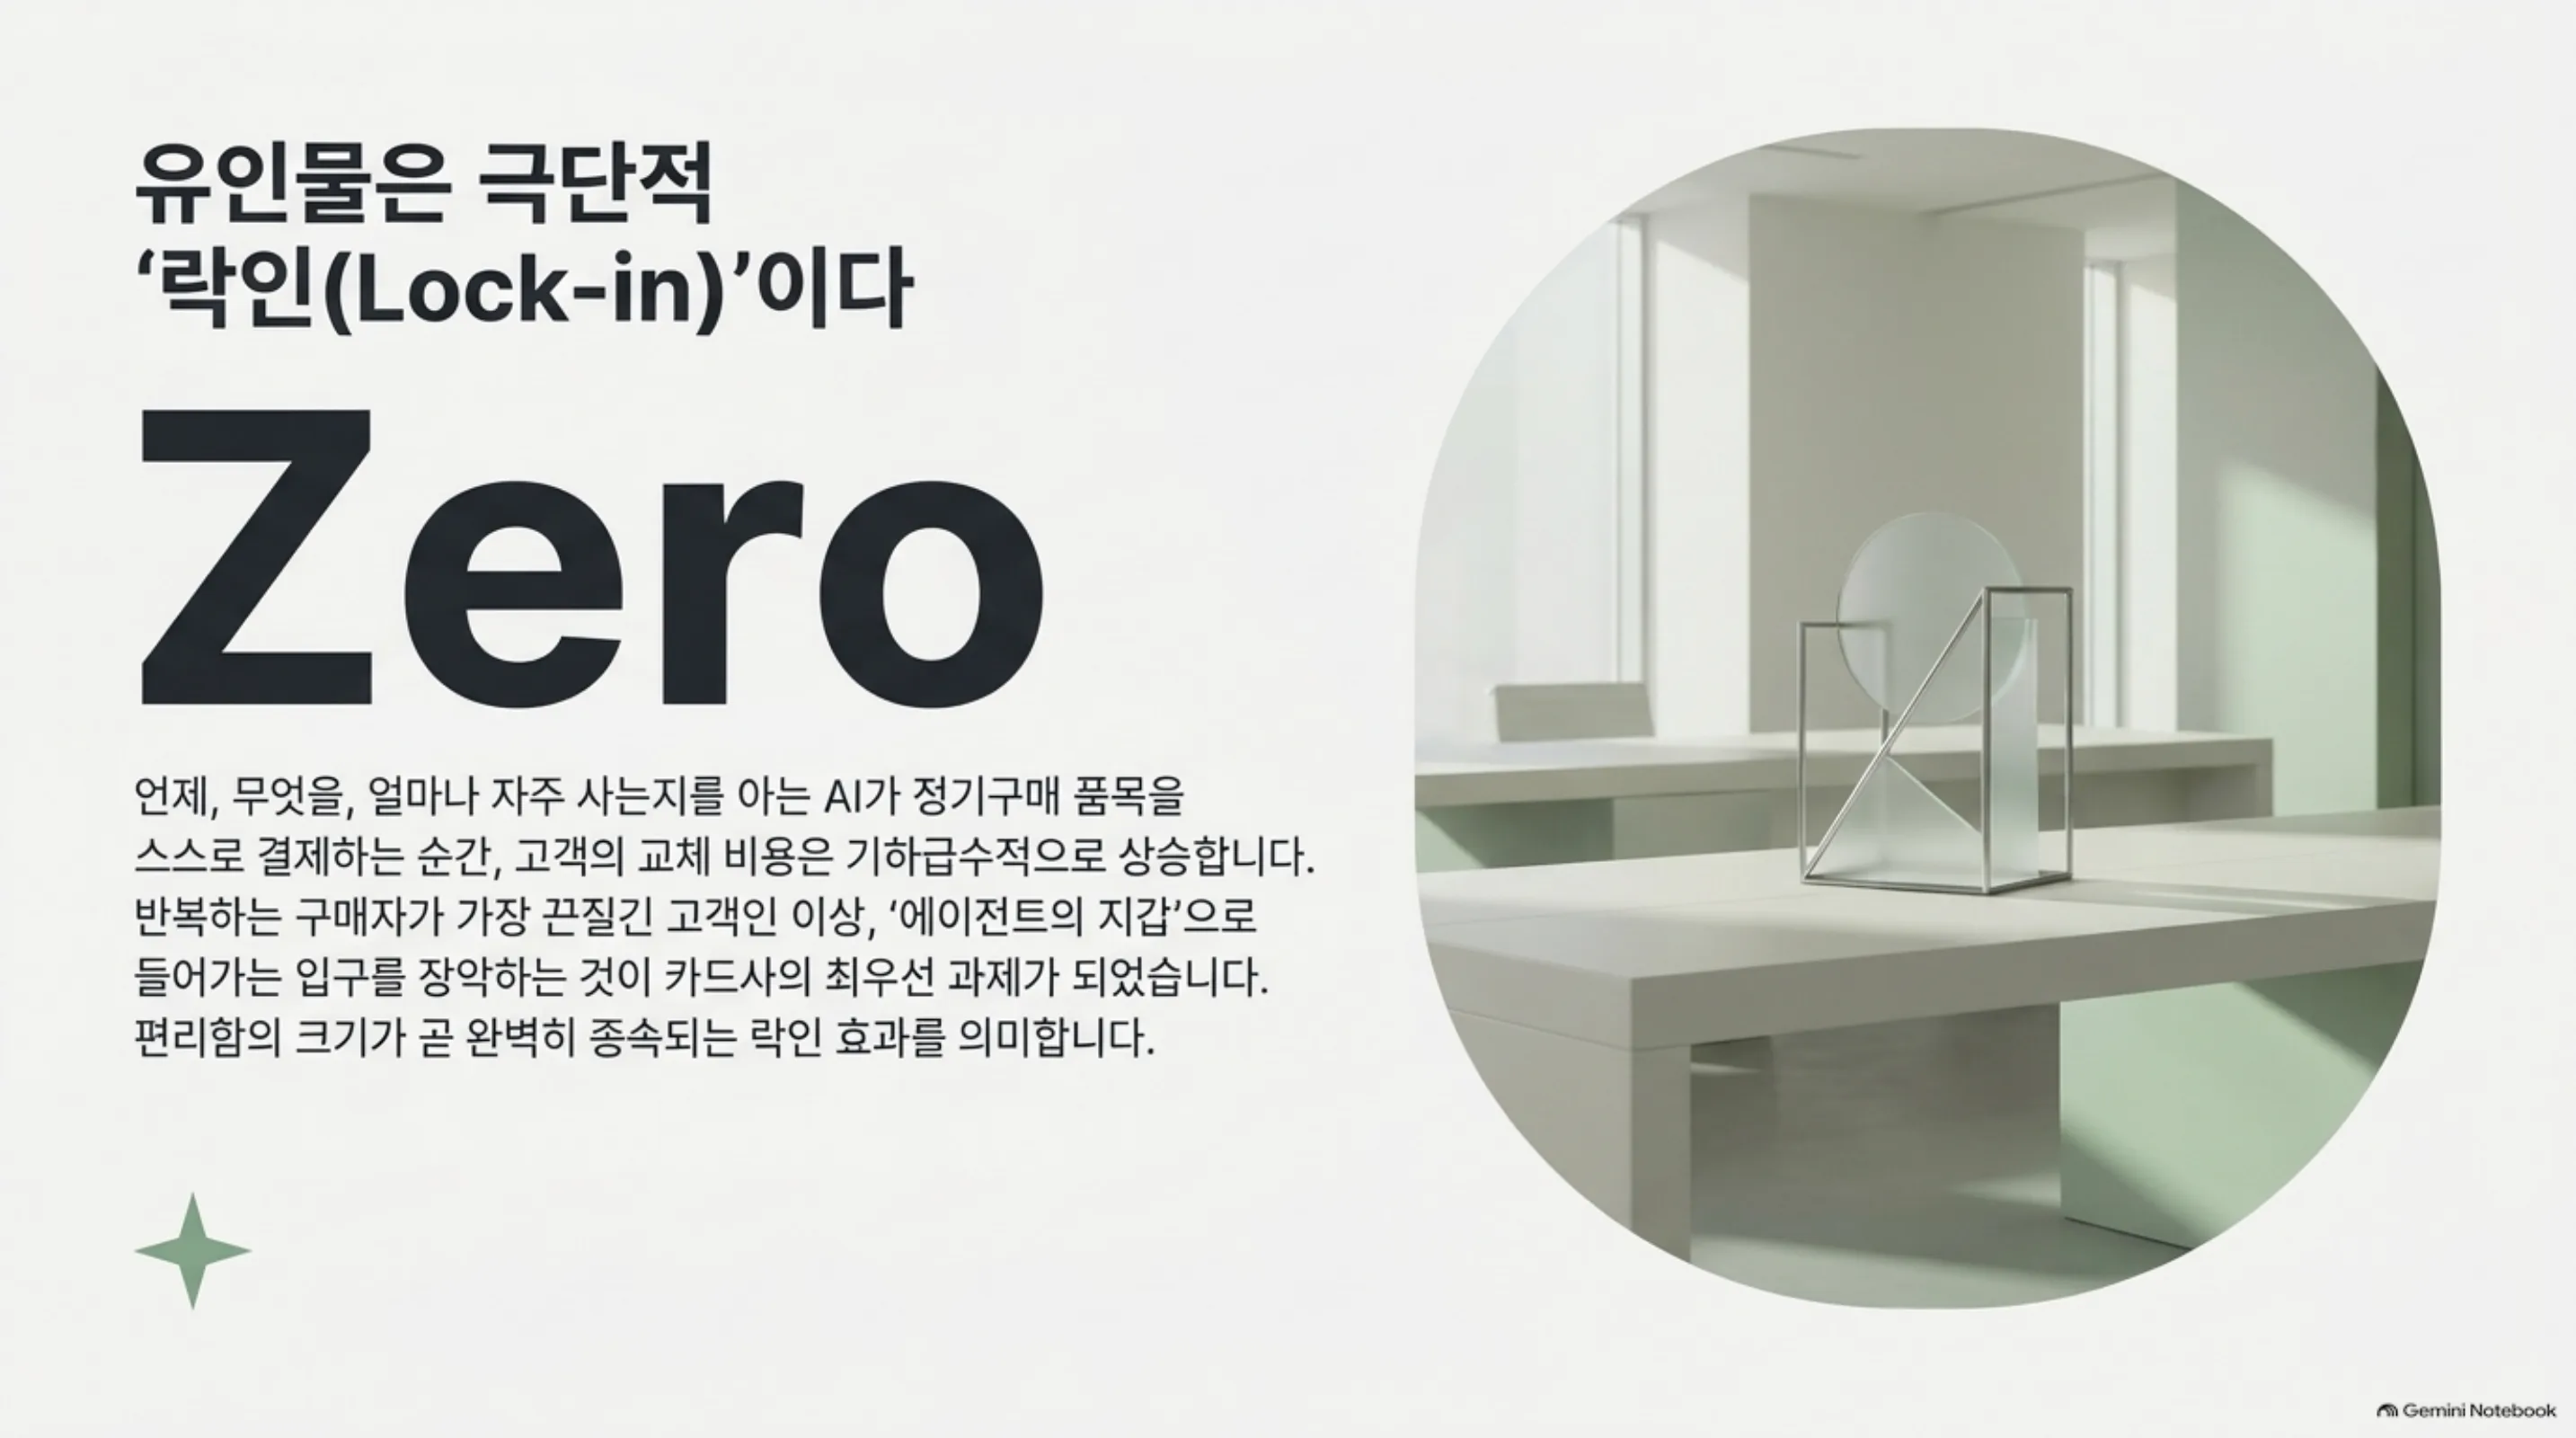 유인물은 극단적
‘락인(Lock-in)’이다
Zero
언제, 무엇을, 얼마나 자주 사는지를 아는 AI가 정기구매 품목을
스스로 결제하는 순간, 고객의 교체 비용은 기하급수적으로 상승합니다.
반복하는 구매자가 가장 끈질긴 고객인 이상, ‘에이전트의 지갑’으로
들어가는 입구를 장악하는 것이 카드사의 최우선 과제가 되었습니다.
편리함의 크기가 곧 완벽히 종속되는 락인 효과를 의미합니다.
Gemini Notebook